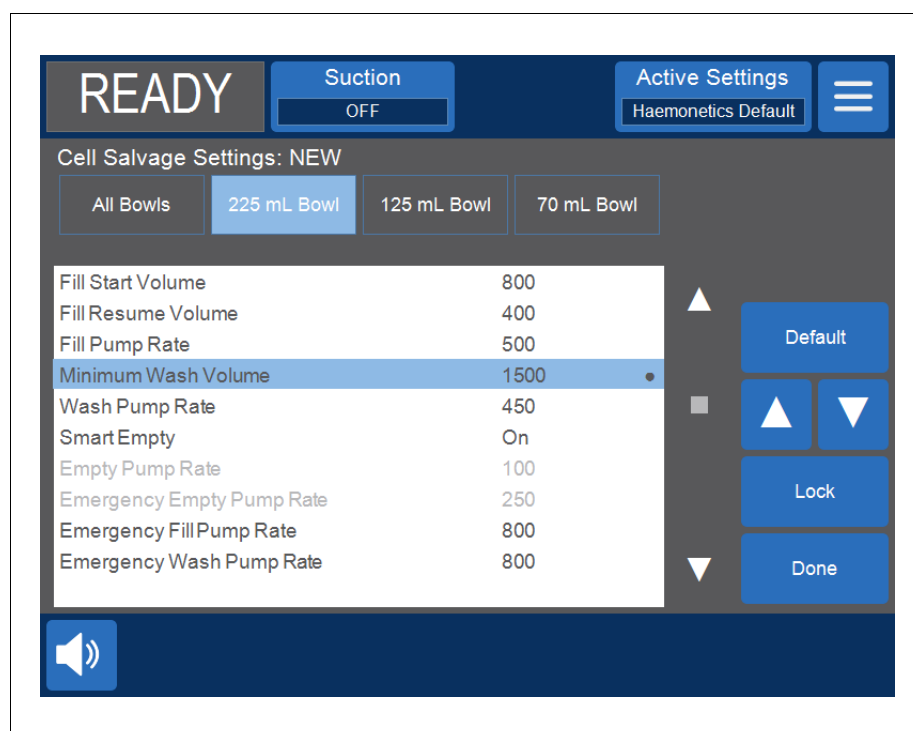 READY
Suction
OFF
Active Settings
Haemonetics Default
Cell Salvage Settings: NEW
All Bowls
225 mL Bowl
125 mL Bowl
70 mL Bowl
Fill Start Volume 800
Fill Resume Volume 400
Fill Pump Rate 500
Minimum Wash Volume 1500
Wash Pump Rate 450
Smart Empty On
Empty Pump Rate 100
Emergency Empty Pump Rate 250
Emergency Fill Pump Rate 800
Emergency Wash Pump Rate 800
Default
Lock
Done